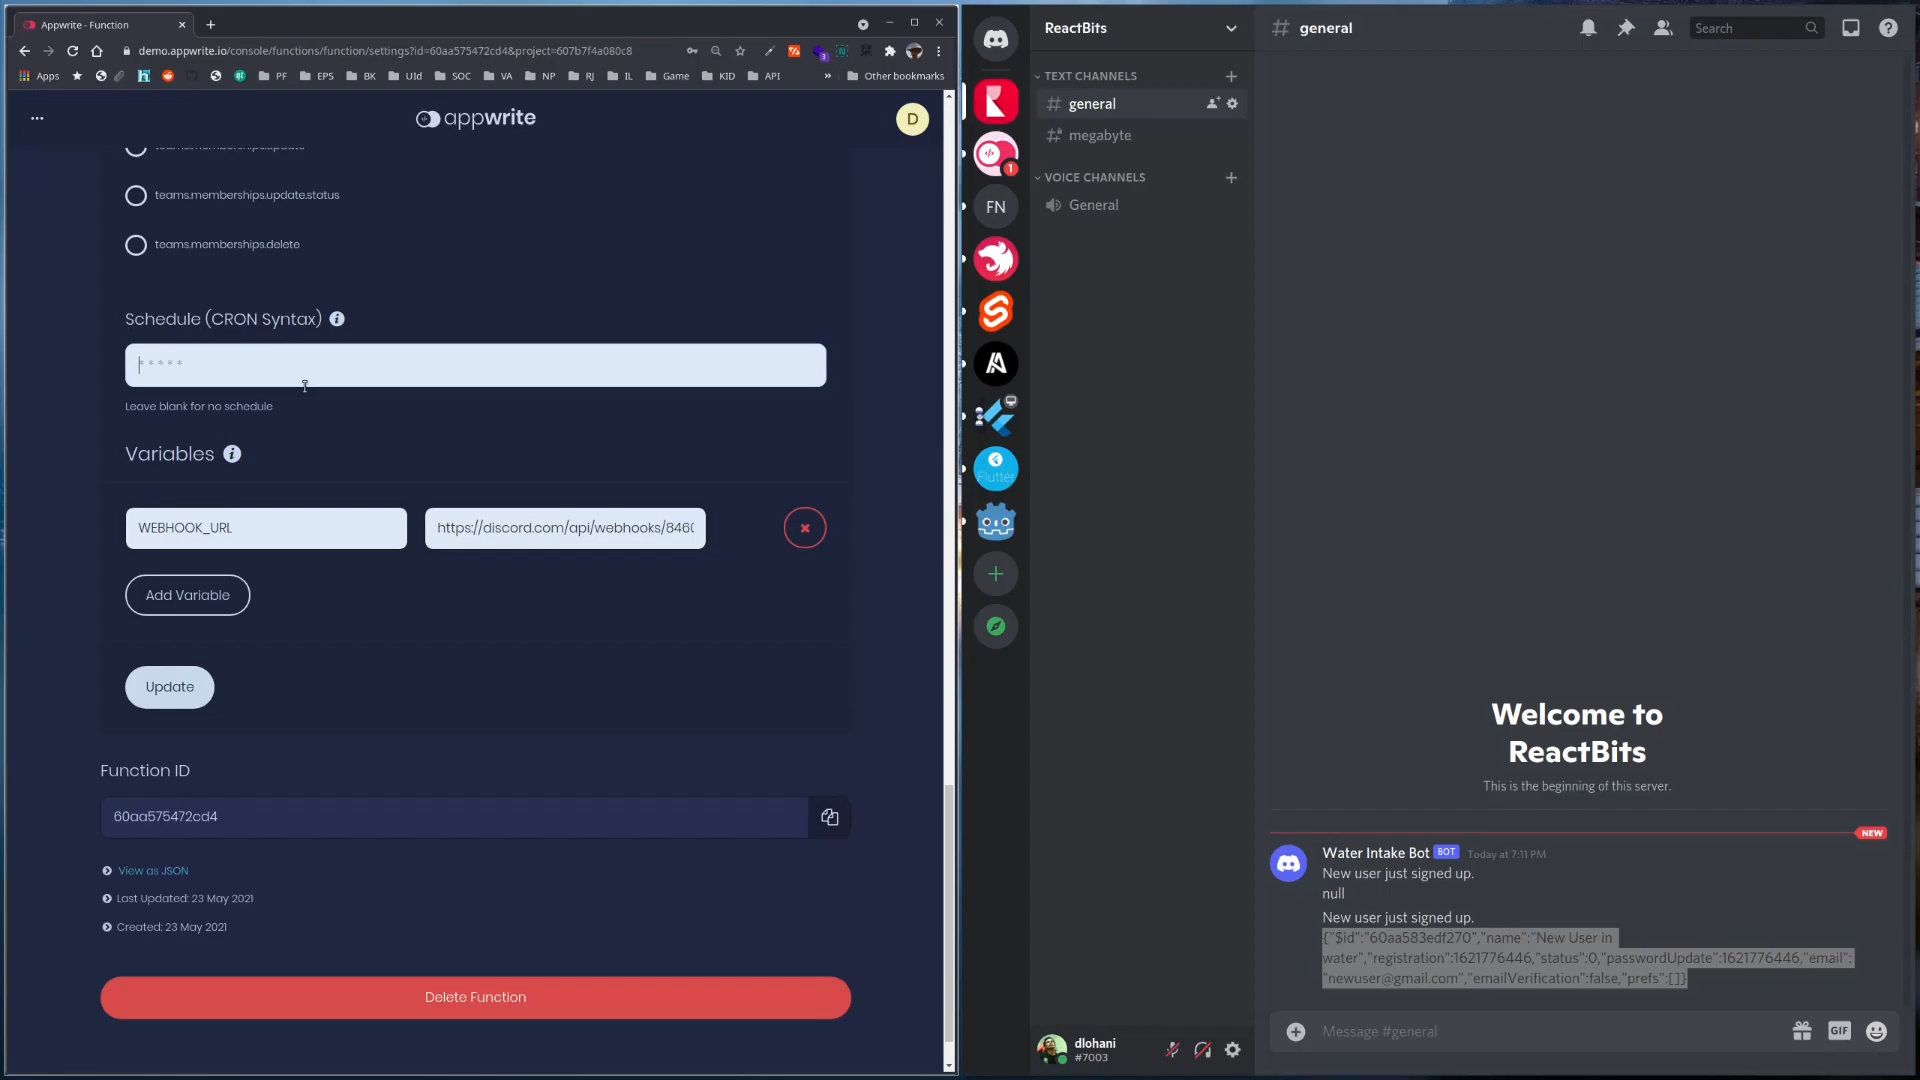 Appwrite - Function
demo.appwrite.io/console/functions/function/settings?id=60aa575472cd4&project=607b7f4a080c8
Apps
PF
EPS
BK
UId
SOC
VA
NP
RJ
IL
Game
KID
API
»
Other bookmarks
appwrite
D
teams.memberships.update
teams.memberships.update.status
teams.memberships.delete
Schedule (CRON Syntax)
* * * * *
Leave blank for no schedule
Variables
WEBHOOK_URL
https://discord.com/api/webhooks/8460
Add Variable
Update
Function ID
60aa575472cd4
View as JSON
Last Updated: 23 May 2021
Created: 23 May 2021
Delete Function
1
FN
Flutter
ReactBits
TEXT CHANNELS
general
megabyte
VOICE CHANNELS
General
dlohani
#7003
# general
Search
Welcome to
ReactBits
This is the beginning of this server.
NEW
Water Intake Bot BOT Today at 7:11 PM
New user just signed up.
null
New user just signed up.
{"$id":"60aa583edf270","name":"New User in
water","registration":1621776446,"status":0,"passwordUpdate":1621776446,"email":
"newuser@gmail.com","emailVerification":false,"prefs":[]}
Message #general
GIF